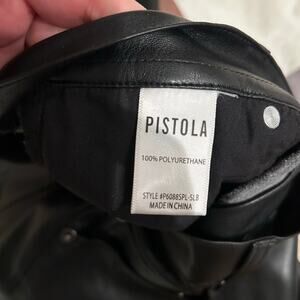 PISTOLA
100% POLYURETHANE
STYLE #P6088SPL-SLB
MADE IN CHINA